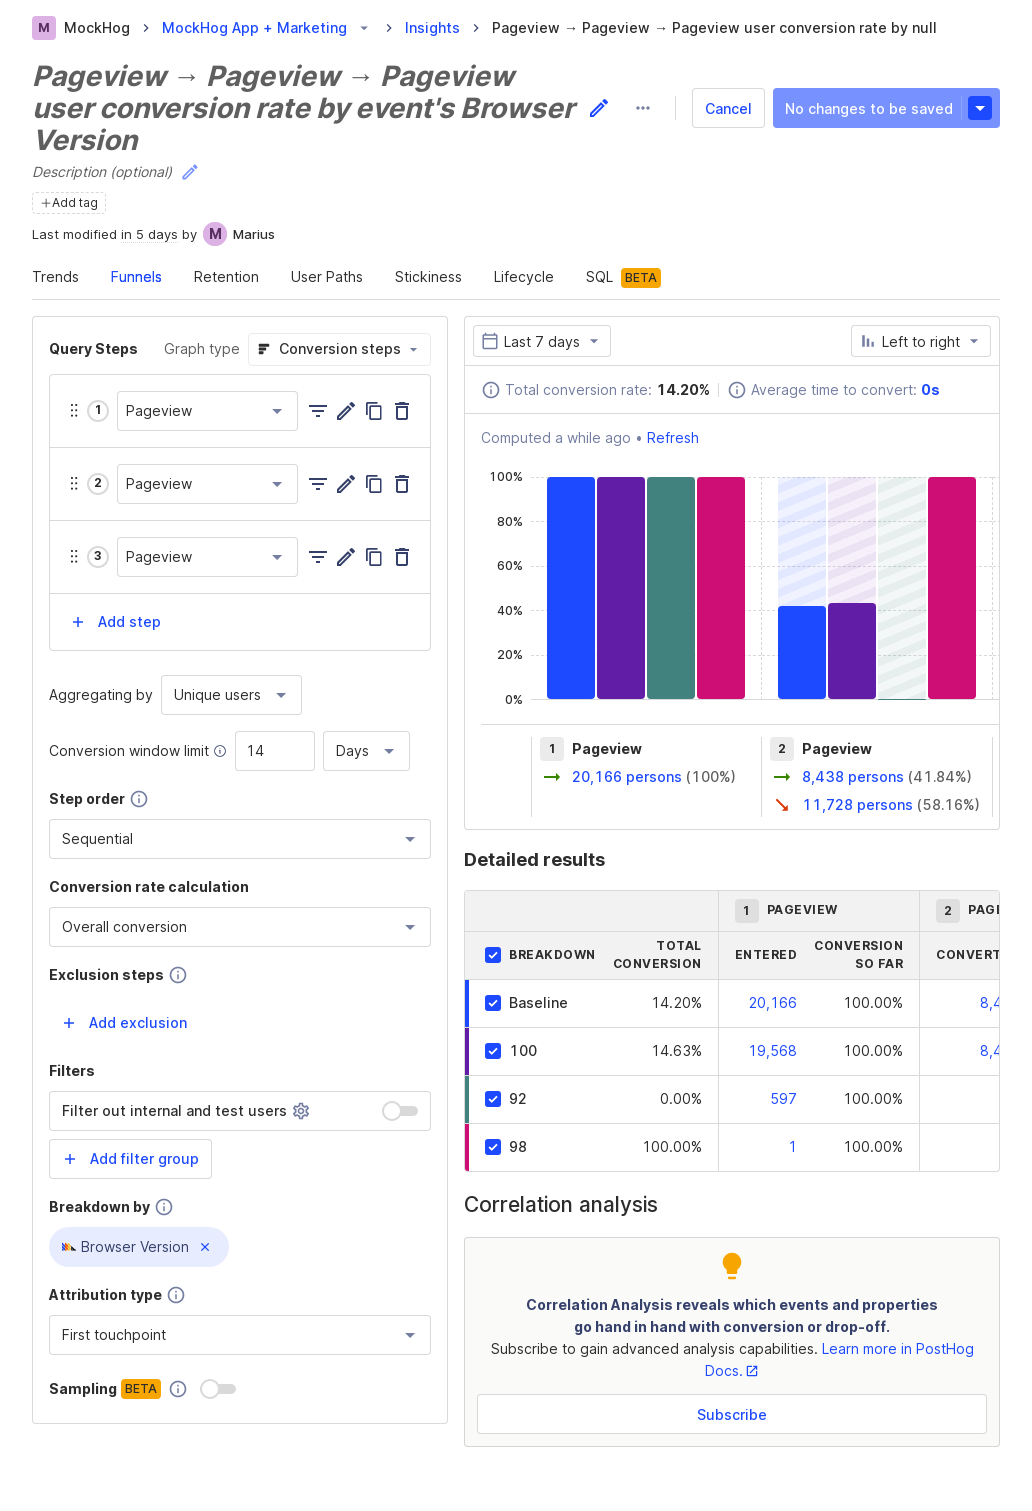 M MockHog > MockHog App + Marketing > Insights > Pageview → Pageview → Pageview user conversion rate by null
Pageview → Pageview → Pageview
user conversion rate by event's Browser
Version
Cancel
No changes to be saved
Description (optional)
+Add tag
Last modified in 5 days by M Marius
Trends Funnels Retention User Paths Stickiness Lifecycle SQL BETA
Query Steps Graph type Conversion steps
1 Pageview
2 Pageview
3 Pageview
+ Add step
Aggregating by Unique users
Conversion window limit 14 Days
Step order
Sequential
Conversion rate calculation
Overall conversion
Exclusion steps
+ Add exclusion
Filters
Filter out internal and test users
+ Add filter group
Breakdown by
Browser Version
Attribution type
First touchpoint
Sampling BETA
Last 7 days Left to right
Total conversion rate: 14.20% Average time to convert: 0s
Computed a while ago • Refresh
100%
80%
60%
40%
20%
0%
1 Pageview
20,166 persons (100%)
2 Pageview
8,438 persons (41.84%)
11,728 persons (58.16%)
Detailed results
1 PAGEVIEW 2 PAGE
BREAKDOWN TOTAL CONVERSION ENTERED CONVERSION SO FAR CONVERT
Baseline 14.20% 20,166 100.00% 8,4
100 14.63% 19,568 100.00% 8,4
92 0.00% 597 100.00%
98 100.00% 1 100.00%
Correlation analysis
Correlation Analysis reveals which events and properties
go hand in hand with conversion or drop-off.
Subscribe to gain advanced analysis capabilities. Learn more in PostHog
Docs.
Subscribe